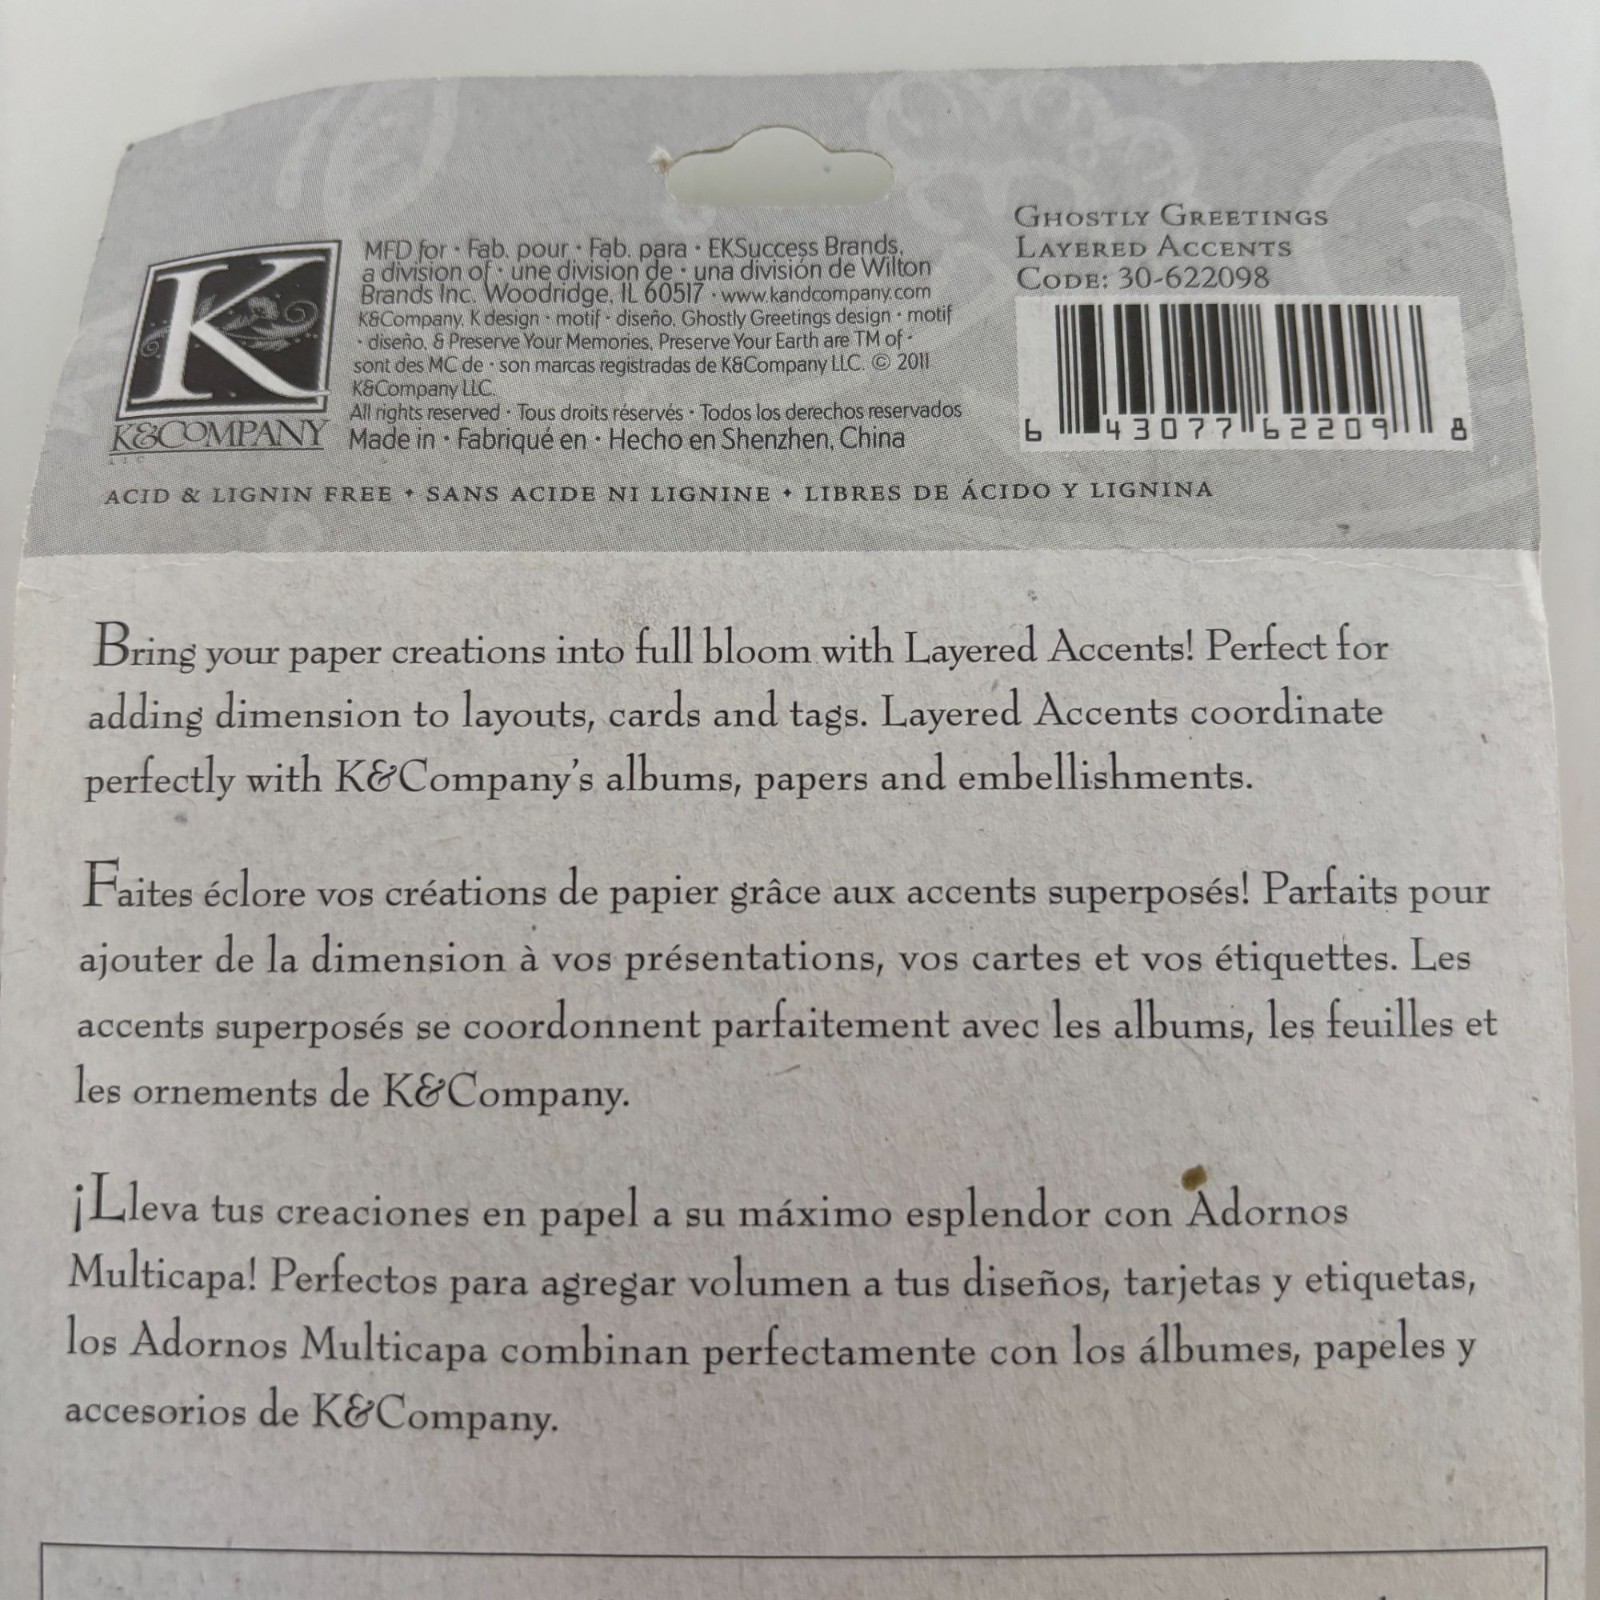 K
K&COMPANY
LLC
MFD for • Fab. pour • Fab. para • EKSuccess Brands,
a division of • une division de • una división de Wilton
Brands Inc. Woodridge, IL 60517 • www.kandcompany.com
K&Company, K design • motif • diseño, Ghostly Greetings design • motif
• diseño, & Preserve Your Memories, Preserve Your Earth are TM of •
sont des MC de • son marcas registradas de K&Company LLC. © 2011
K&Company LLC.
All rights reserved • Tous droits réservés • Todos los derechos reservados
Made in • Fabriqué en • Hecho en Shenzhen, China
GHOSTLY GREETINGS
LAYERED ACCENTS
CODE: 30-622098
6 43077 62209 8
ACID & LIGNIN FREE • SANS ACIDE NI LIGNINE • LIBRES DE ÁCIDO Y LIGNINA
Bring your paper creations into full bloom with Layered Accents! Perfect for
adding dimension to layouts, cards and tags. Layered Accents coordinate
perfectly with K&Company's albums, papers and embellishments.
Faites éclore vos créations de papier grâce aux accents superposés! Parfaits pour
ajouter de la dimension à vos présentations, vos cartes et vos étiquettes. Les
accents superposés se coordonnent parfaitement avec les albums, les feuilles et
les ornements de K&Company.
¡Lleva tus creaciones en papel a su máximo esplendor con Adornos
Multicapa! Perfectos para agregar volumen a tus diseños, tarjetas y etiquetas,
los Adornos Multicapa combinan perfectamente con los álbumes, papeles y
accesorios de K&Company.